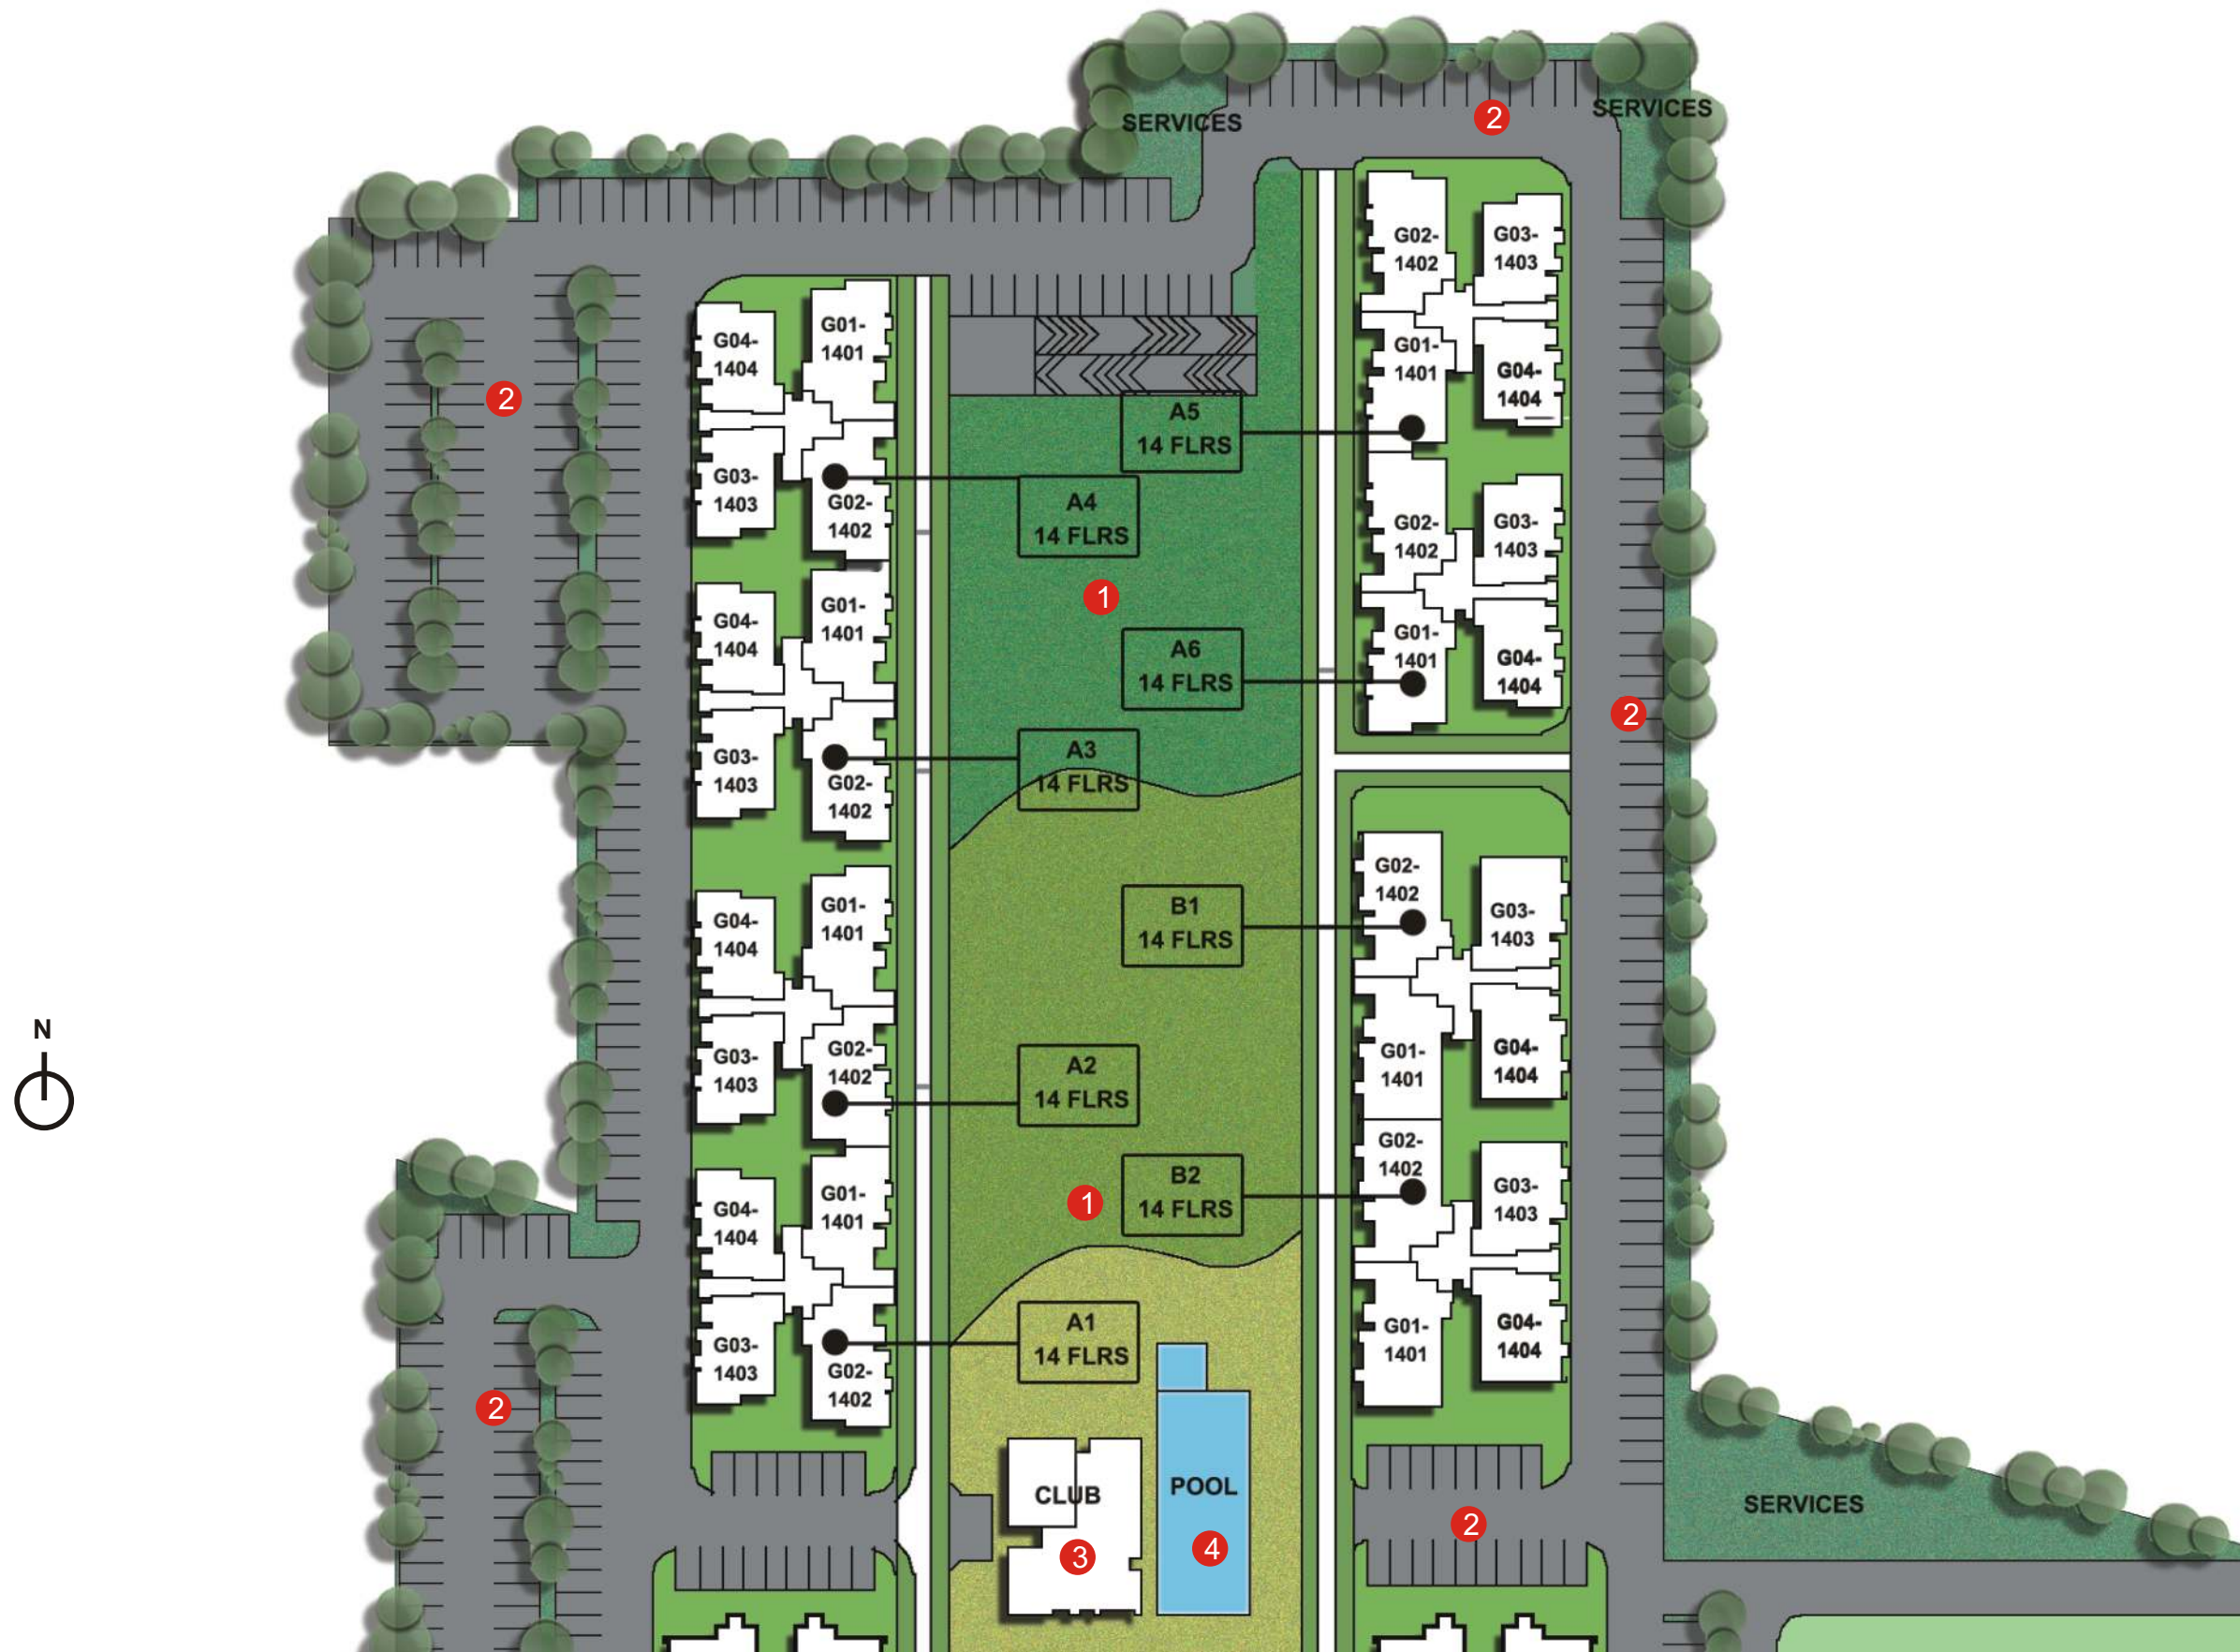 SERVICES
SERVICES
2
G02-
1402
G03-
1403
G01-
1401
G04-
1404
G04-
1404
G01-
1401
G03-
1403
G02-
1402
2
A5
14 FLRS
A4
14 FLRS
1
G02-
1402
G03-
1403
G01-
1401
G04-
1404
G04-
1404
G01-
1401
G03-
1403
G02-
1402
A6
14 FLRS
2
A3
14 FLRS
G02-
1402
G03-
1403
G01-
1401
G04-
1404
G04-
1404
G01-
1401
G03-
1403
G02-
1402
B1
14 FLRS
A2
14 FLRS
N
G02-
1402
G03-
1403
G01-
1401
G04-
1404
G04-
1404
G01-
1401
G03-
1403
G02-
1402
B2
14 FLRS
1
A1
14 FLRS
2
CLUB
3
POOL
4
2
SERVICES